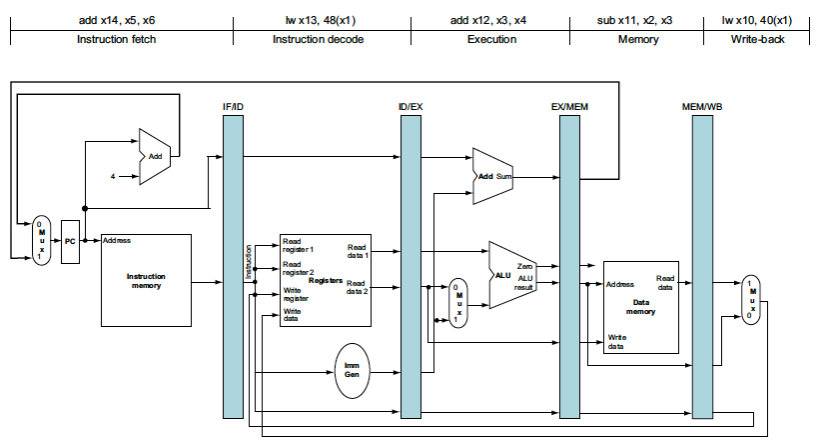 add x14, x5, x6
lw x13, 48(x1)
add x12, x3, x4
sub x11, x2, x3
lw x10, 40(x1)
Instruction fetch
Instruction decode
Execution
Memory
Write-back
IF/ID
ID/EX
EX/MEM
MEM/WB
Add
4
0
M
u
x
1
PC
Address
Instruction
memory
Instruction
Read
register 1
Read
register 2
Write
register
Write
data
Registers
Read
data 1
Read
data 2
Imm
Gen
Add Sum
0
M
u
x
1
ALU
Zero
ALU
result
Address
Read
data
Data
memory
Write
data
1
M
u
x
0